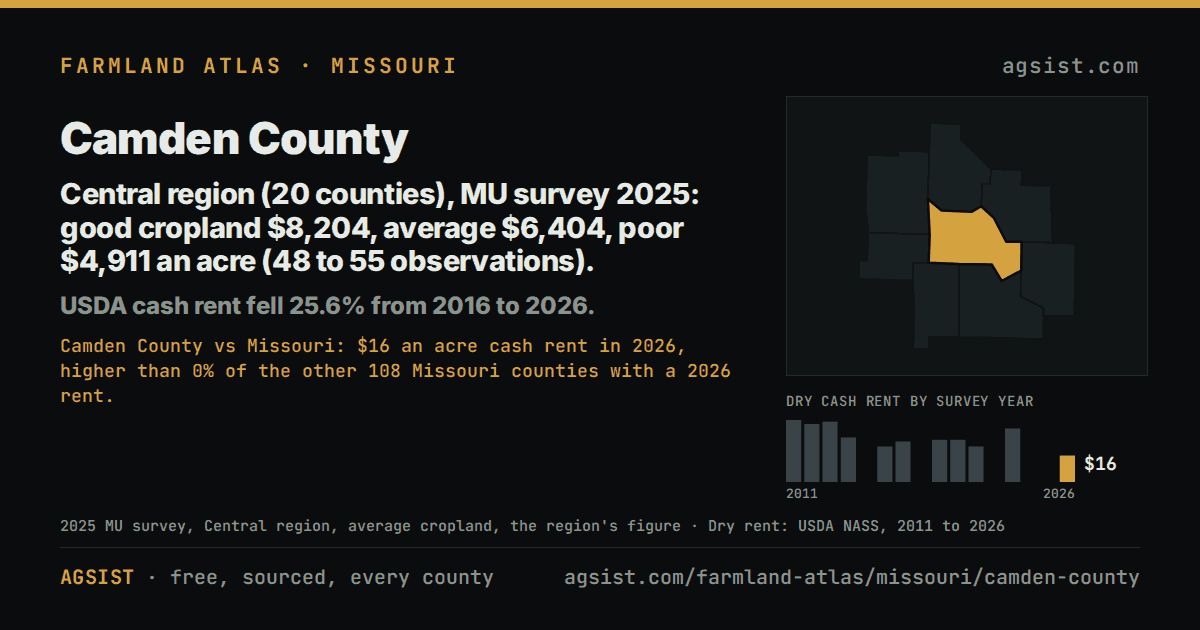 FARMLAND ATLAS · MISSOURI
agsist.com
Camden County
Central region (20 counties), MU survey 2025:
good cropland $8,204, average $6,404, poor
$4,911 an acre (48 to 55 observations).
USDA cash rent fell 25.6% from 2016 to 2026.
Camden County vs Missouri: $16 an acre cash rent in 2026,
higher than 0% of the other 108 Missouri counties with a 2026
rent.
DRY CASH RENT BY SURVEY YEAR
$16
2011
2026
2025 MU survey, Central region, average cropland, the region's figure · Dry rent: USDA NASS, 2011 to 2026
AGSIST · free, sourced, every county
agsist.com/farmland-atlas/missouri/camden-county